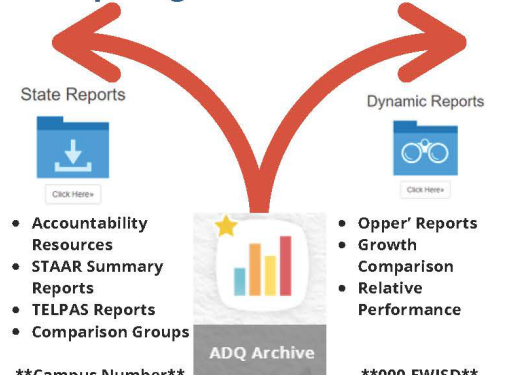 State Reports
Click Here»
• Accountability
Resources
• STAAR Summary
Reports
• TELPAS Reports
• Comparison Groups
**Campus Number**
Dynamic Reports
Click Here»
• Opper’ Reports
• Growth
Comparison
• Relative
Performance
**000-FWISD**
ADQ Archive